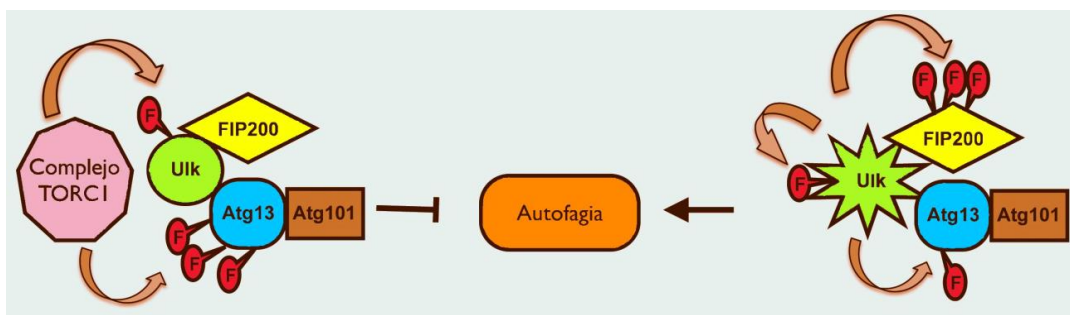 F
FIP200
Complejo
TORC1
Ulk
Atg13
Atg101
F
F
F
Autofagia
F
F
F
FIP200
F
Ulk
Atg13
Atg101
F